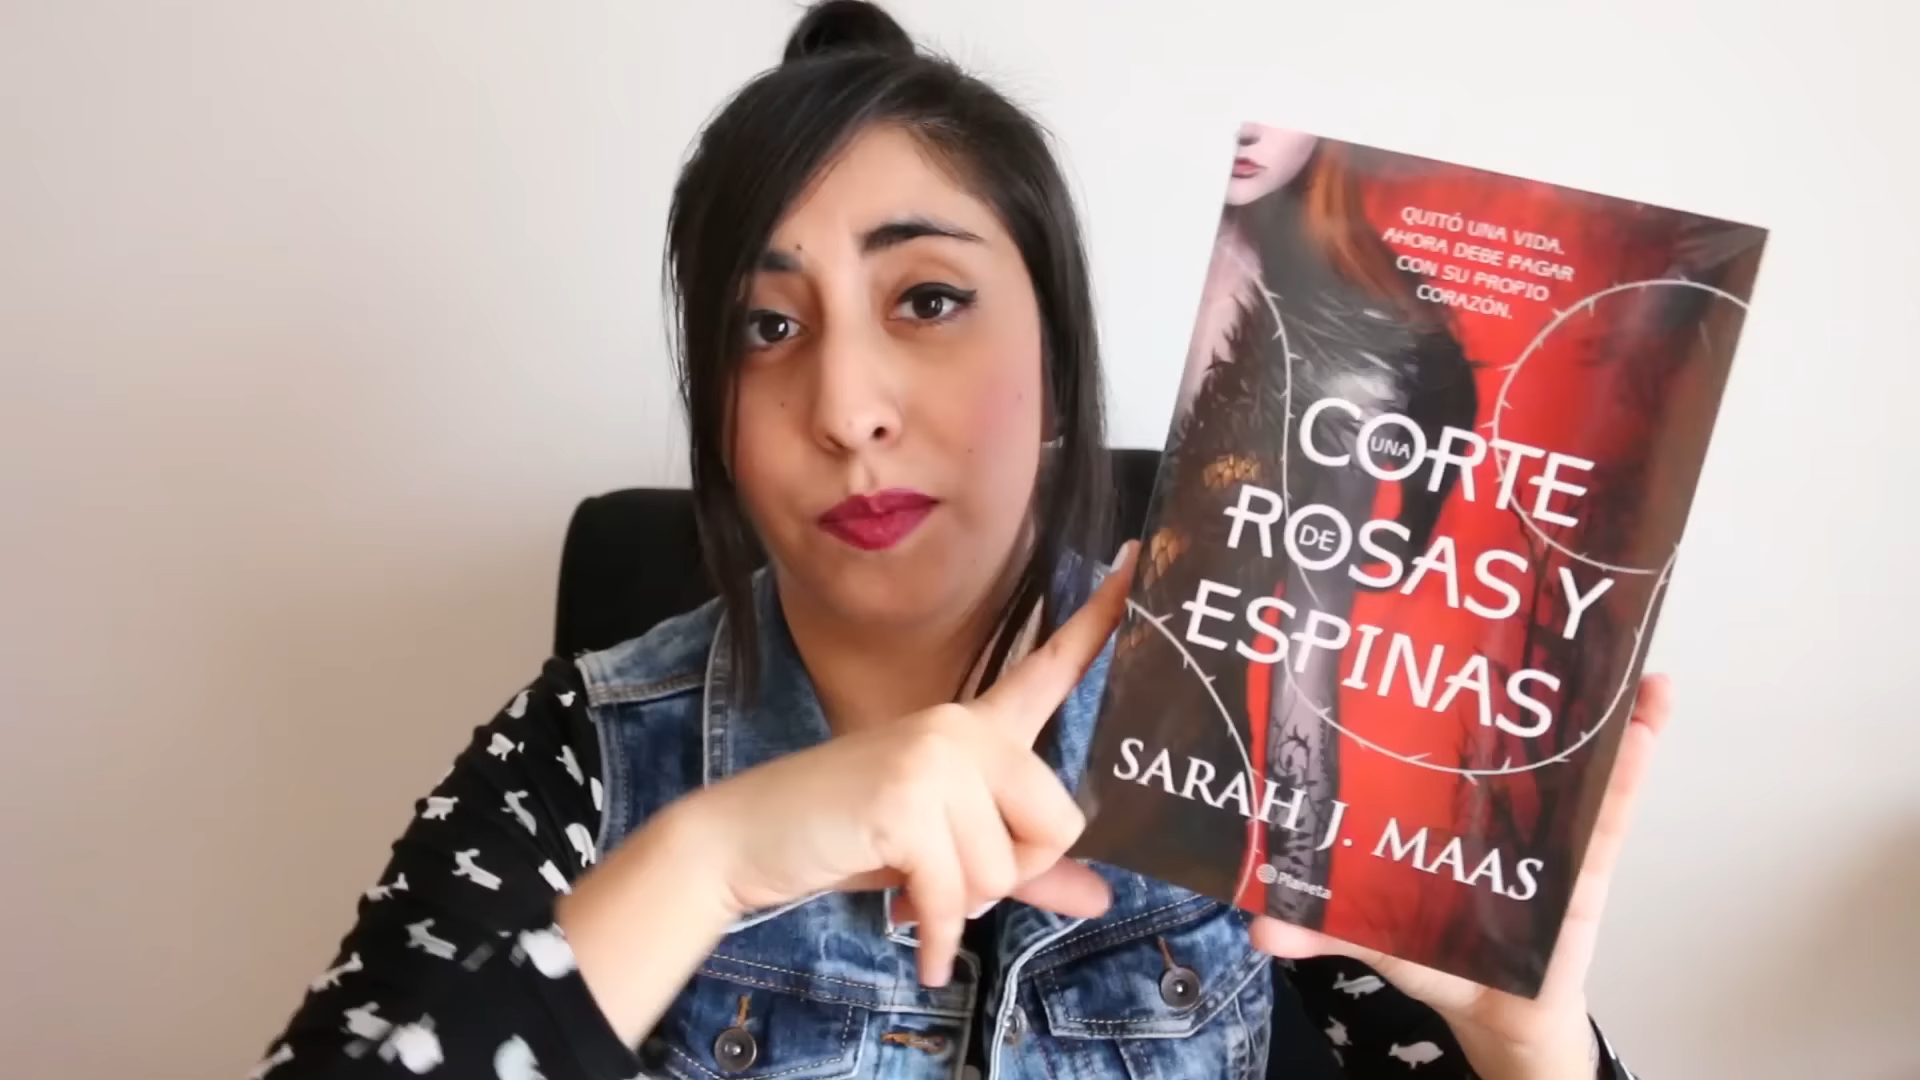 QUITÓ UNA VIDA.
AHORA DEBE PAGAR
CON SU PROPIO
CORAZÓN.
UNA CORTE
DE ROSAS Y
ESPINAS
SARAH J. MAAS
Planeta